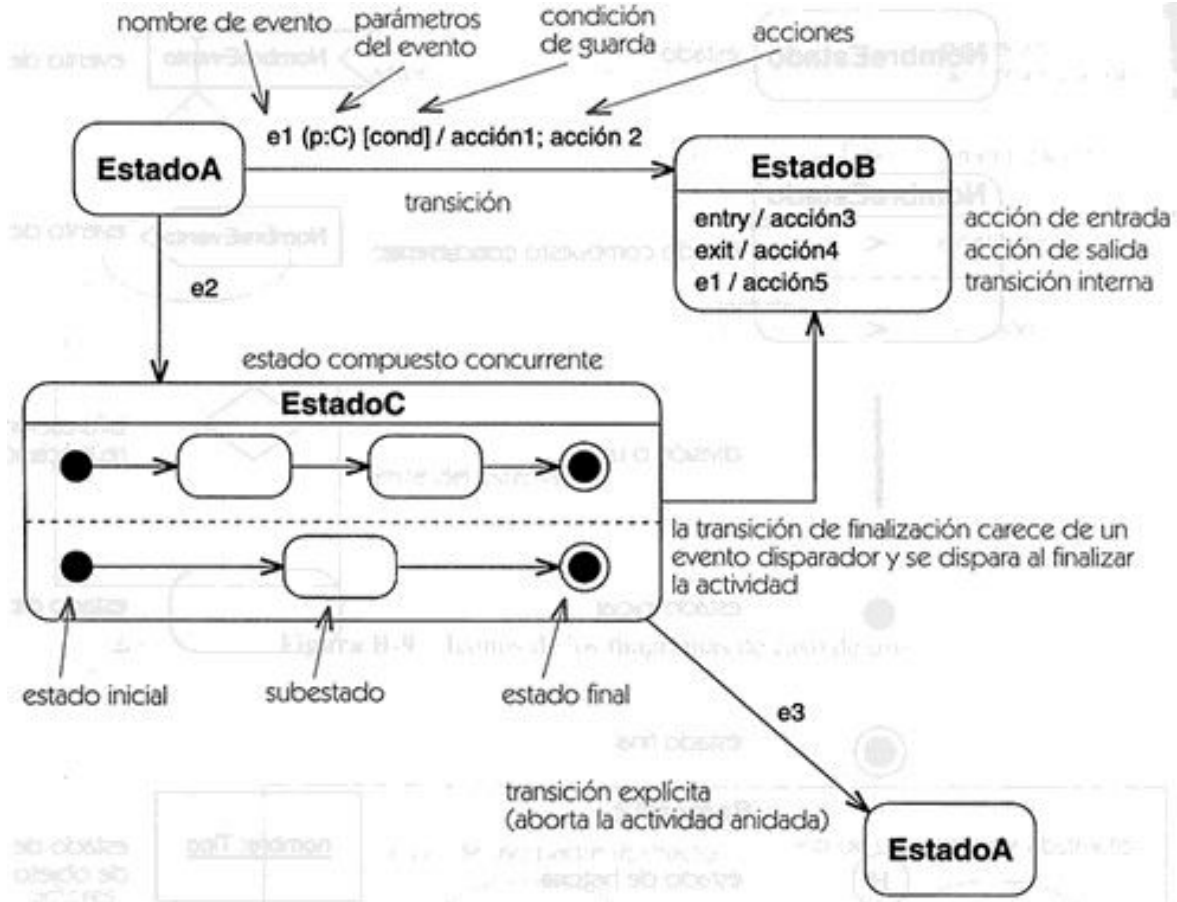 nombre de evento
parámetros
del evento
condición
de guarda
acciones
e1 (p:C) [cond] / acción1; acción 2
EstadoA
transición
EstadoB
entry / acción3
exit / acción4
e1 / acción5
acción de entrada
acción de salida
transición interna
e2
estado compuesto concurrente
EstadoC
la transición de finalización carece de un
evento disparador y se dispara al finalizar
la actividad
estado inicial
subestado
estado final
e3
transición explícita
(aborta la actividad anidada)
EstadoA